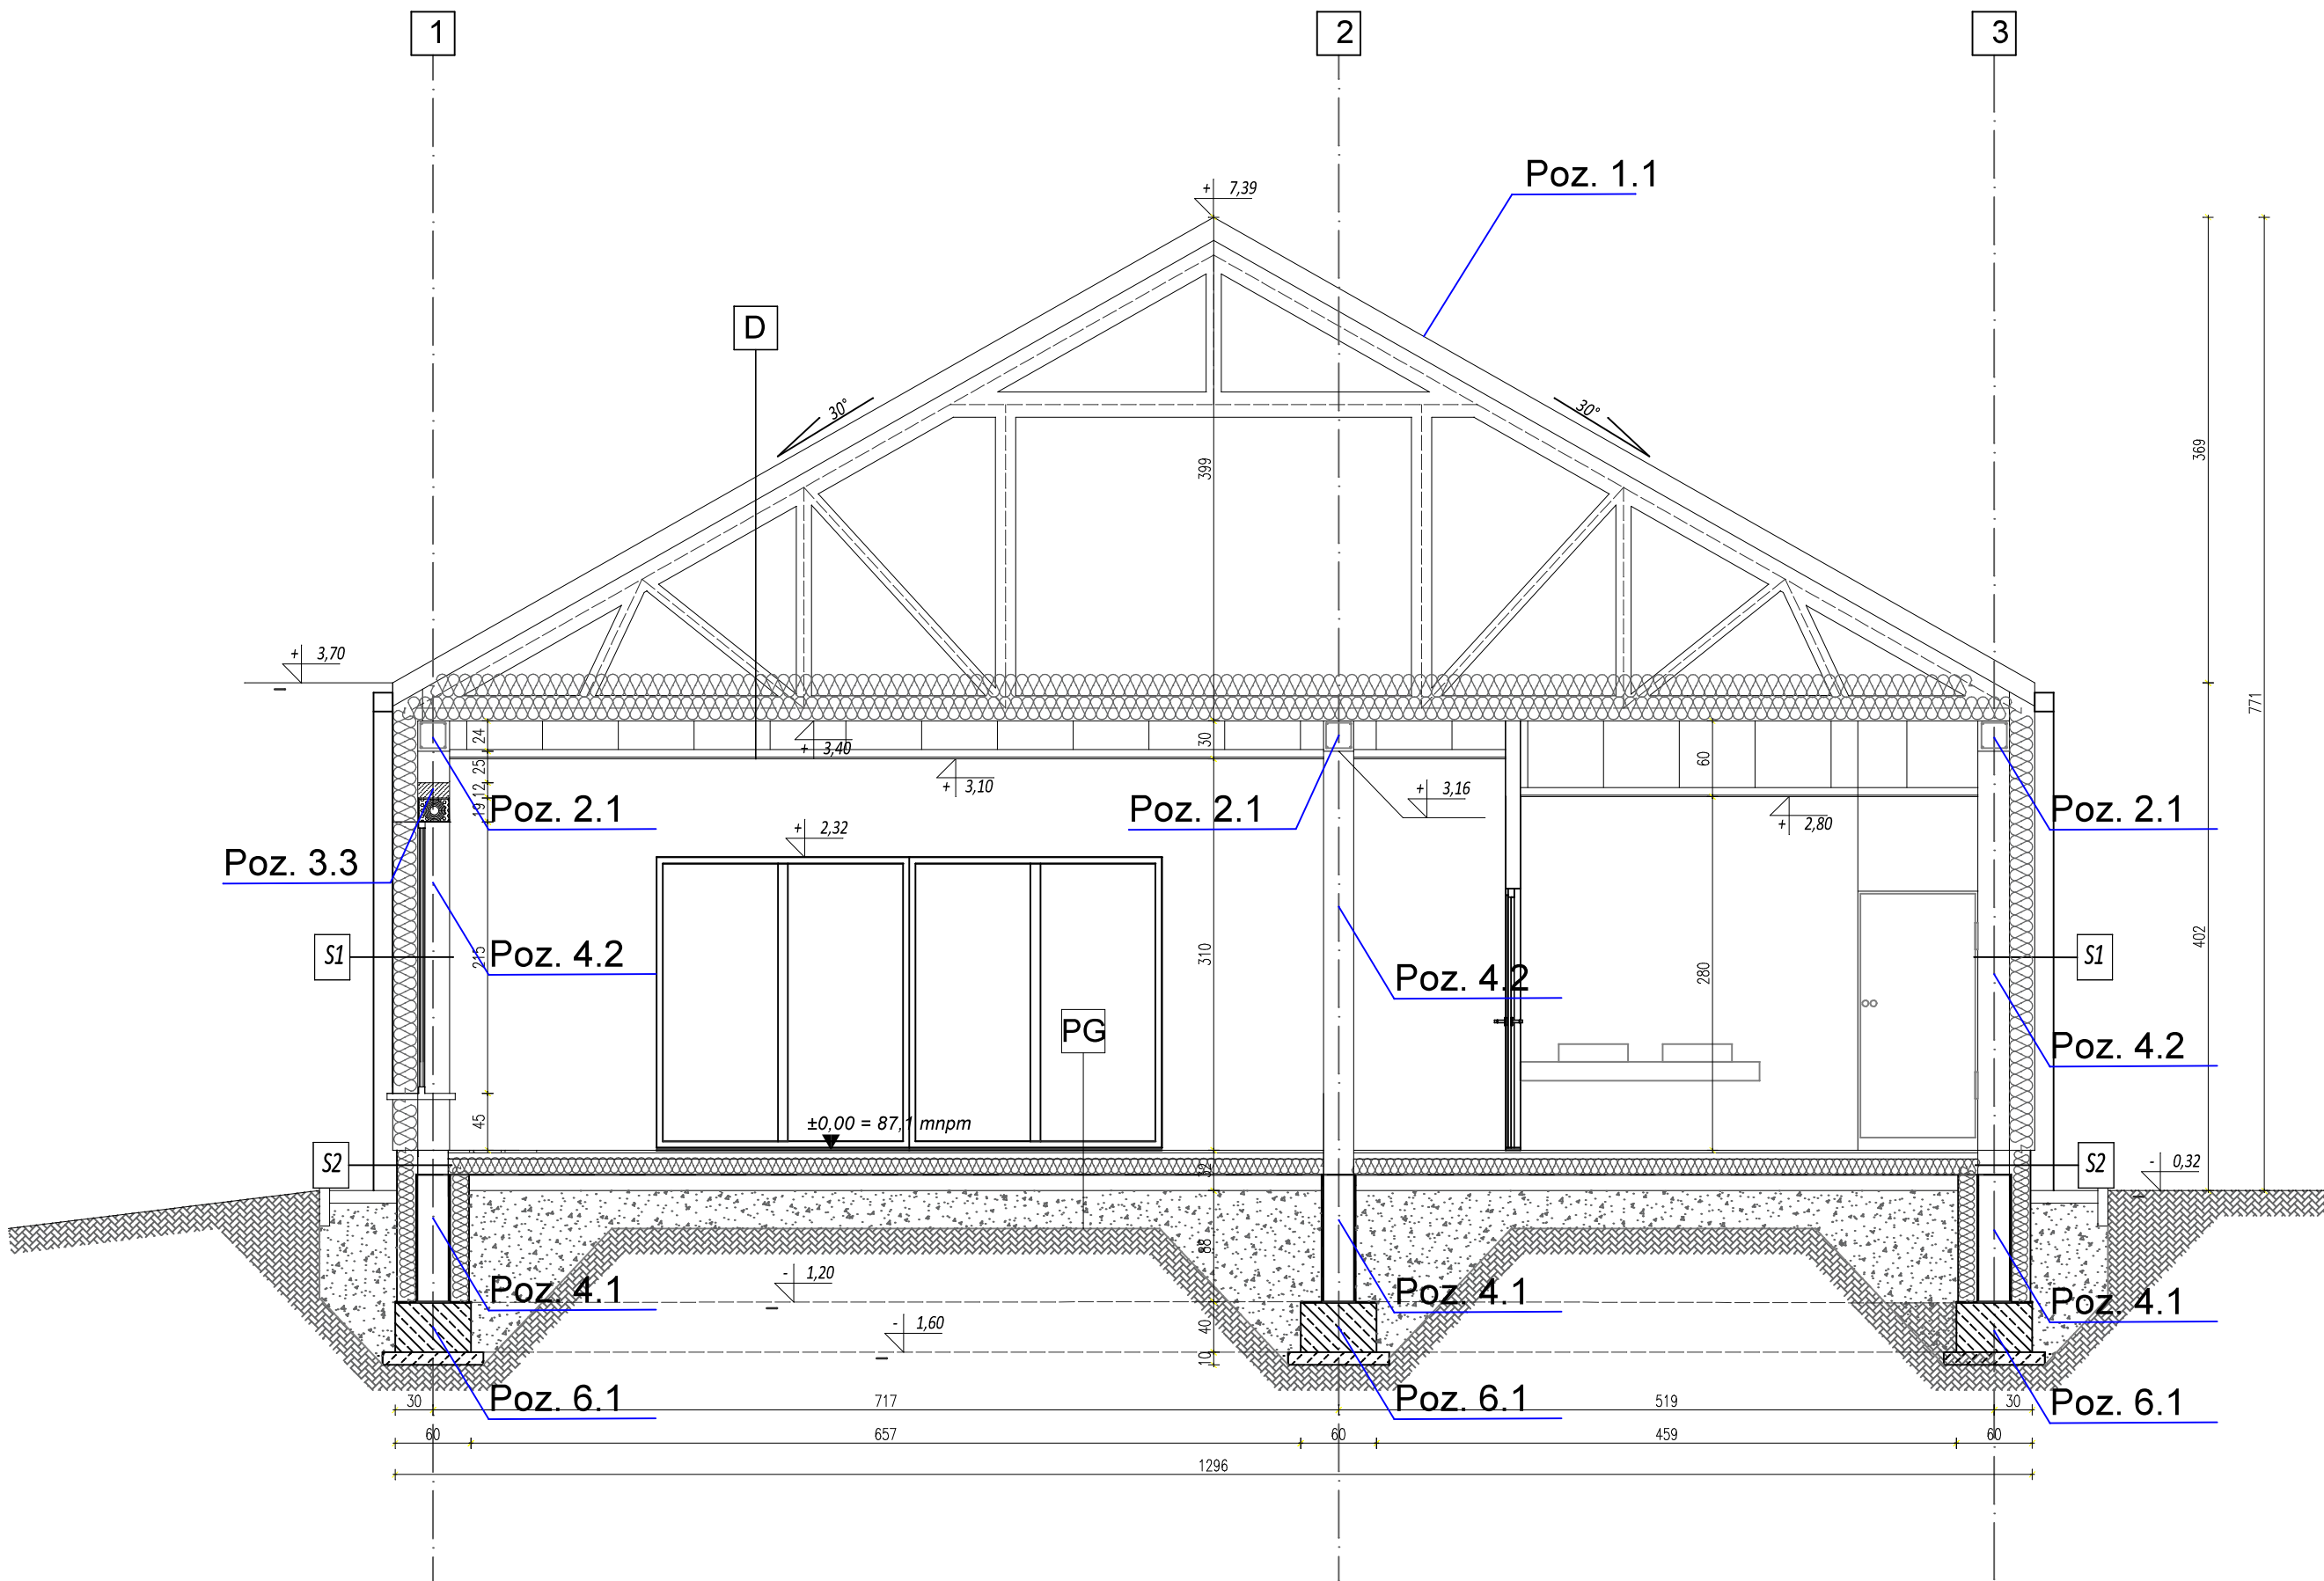 1
2
3
Poz. 1.1
+ 7,39
D
30°
30°
399
369
771
+ 3,70
24
+ 3,40
30
60
25
+ 3,10
+ 3,16
12
19
Poz. 2.1
Poz. 2.1
Poz. 2.1
+ 2,32
+ 2,80
Poz. 3.3
S1
215
Poz. 4.2
310
Poz. 4.2
280
S1
402
PG
Poz. 4.2
45
±0,00 = 87,1 mnpm
S2
32
S2
- 0,32
88
- 1,20
Poz. 4.1
Poz. 4.1
Poz. 4.1
- 1,60
40
10
30
Poz. 6.1
717
Poz. 6.1
519
30
Poz. 6.1
60
657
60
459
60
1296